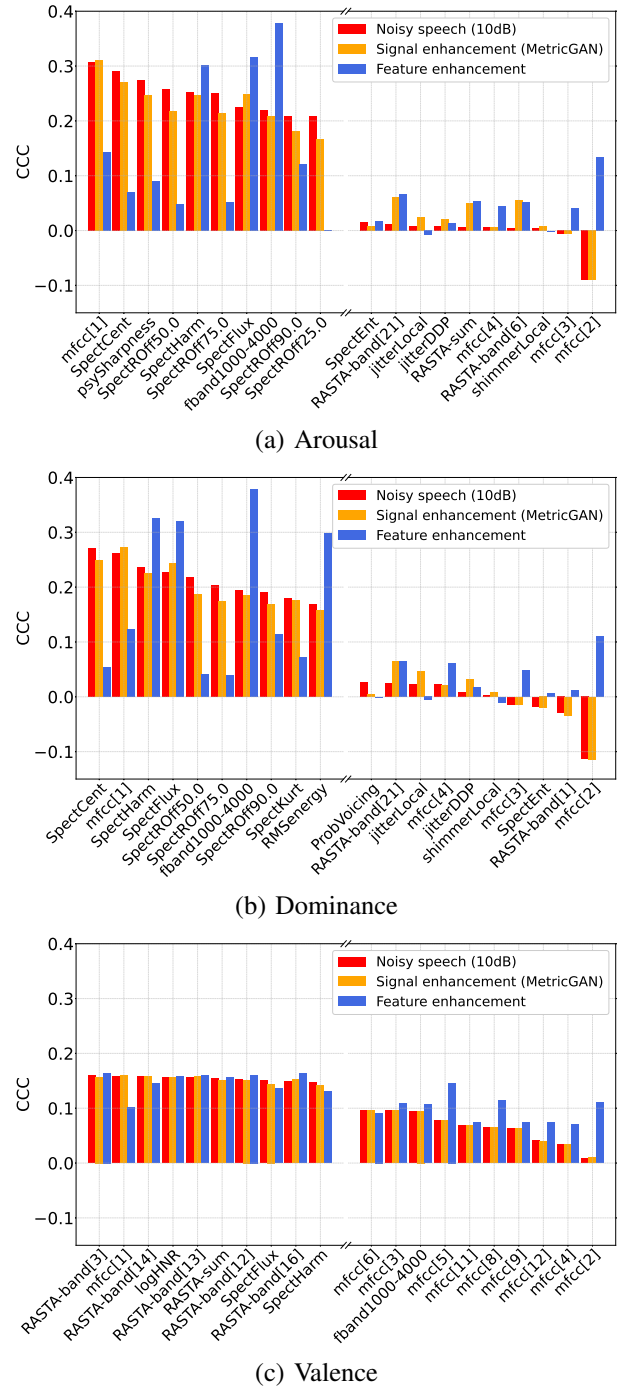 0.4
0.3
0.2
0.1
0.0
−0.1
CCC
Noisy speech (10dB)
Signal enhancement (MetricGAN)
Feature enhancement
mfcc[1]
SpectCent
psySharpness
SpectROff50.0
SpectHarm
SpectROff75.0
SpectFlux
fband1000-4000
SpectROff90.0
SpectROff25.0
SpectEnt
RASTA-band[21]
jitterLocal
jitterDDP
RASTA-sum
mfcc[4]
RASTA-band[6]
shimmerLocal
mfcc[3]
mfcc[2]
(a) Arousal
0.4
0.3
0.2
0.1
0.0
−0.1
CCC
Noisy speech (10dB)
Signal enhancement (MetricGAN)
Feature enhancement
SpectCent
mfcc[1]
SpectHarm
SpectFlux
SpectROff50.0
SpectROff75.0
fband1000-4000
SpectROff90.0
SpectKurt
RMSenergy
ProbVoicing
RASTA-band[21]
jitterLocal
mfcc[4]
jitterDDP
shimmerLocal
mfcc[3]
SpectEnt
RASTA-band[1]
mfcc[2]
(b) Dominance
0.4
0.3
0.2
0.1
0.0
−0.1
CCC
Noisy speech (10dB)
Signal enhancement (MetricGAN)
Feature enhancement
RASTA-band[3]
mfcc[1]
RASTA-band[14]
logHNR
RASTA-band[13]
RASTA-sum
RASTA-band[12]
SpectFlux
RASTA-band[16]
SpectHarm
mfcc[6]
mfcc[3]
fband1000-4000
mfcc[5]
mfcc[11]
mfcc[8]
mfcc[9]
mfcc[12]
mfcc[4]
mfcc[2]
(c) Valence